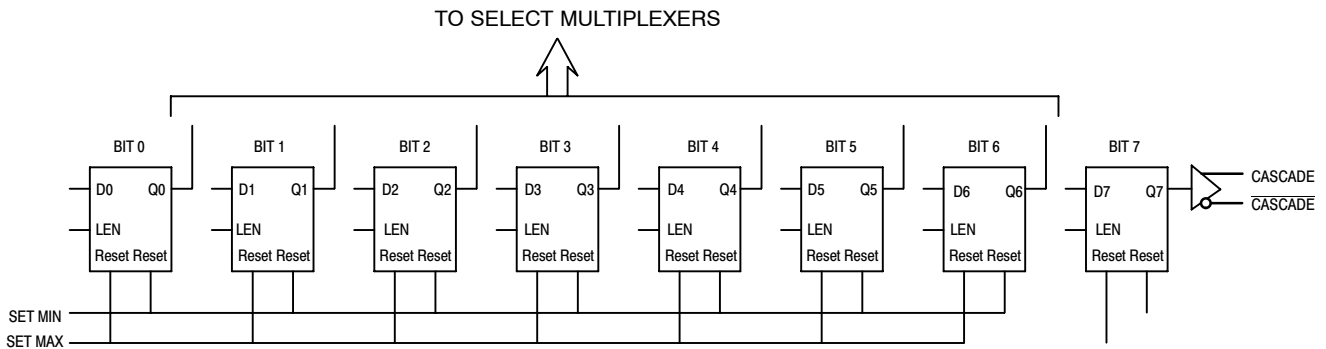 TO SELECT MULTIPLEXERS
BIT 0 BIT 1 BIT 2 BIT 3 BIT 4 BIT 5 BIT 6 BIT 7
D0 Q0 D1 Q1 D2 Q2 D3 Q3 D4 Q4 D5 Q5 D6 Q6 D7 Q7
CASCADE
CASCADE
LEN LEN LEN LEN LEN LEN LEN LEN
Reset Reset Reset Reset Reset Reset Reset Reset Reset Reset Reset Reset Reset Reset Reset Reset
SET MIN
SET MAX